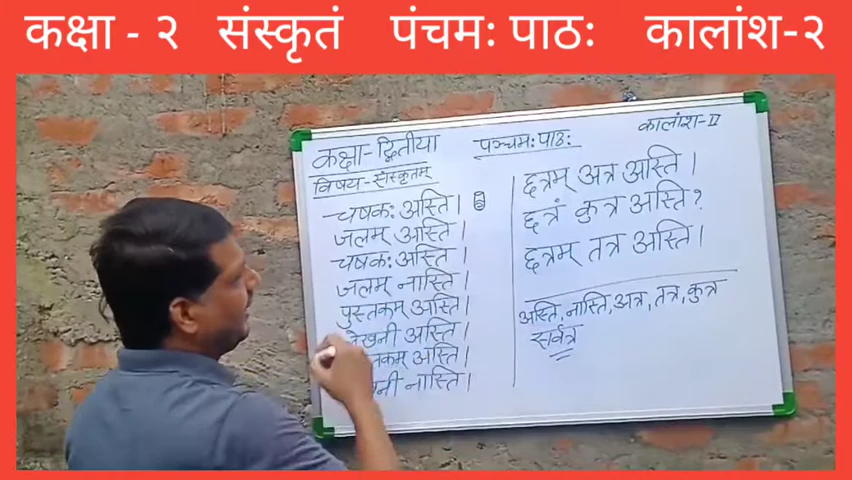 कक्षा - २ संस्कृतं पंचमः पाठः कालांश-२
कक्षा-द्वितीया पञ्चमःपाठः कालांश-II
विषय-संस्कृतम्
चषकः अस्ति।
जलम् अस्ति।
चषकः अस्ति।
जलम् नास्ति।
पुस्तकम् अस्ति।
लेखनी अस्ति।
अस्ति।
नास्ति।
छत्रम् अत्र अस्ति।
छत्रं कुत्र अस्ति?
छत्रम् तत्र अस्ति।
अस्ति, नास्ति, अत्र, तत्र, कुत्र
सर्वत्र